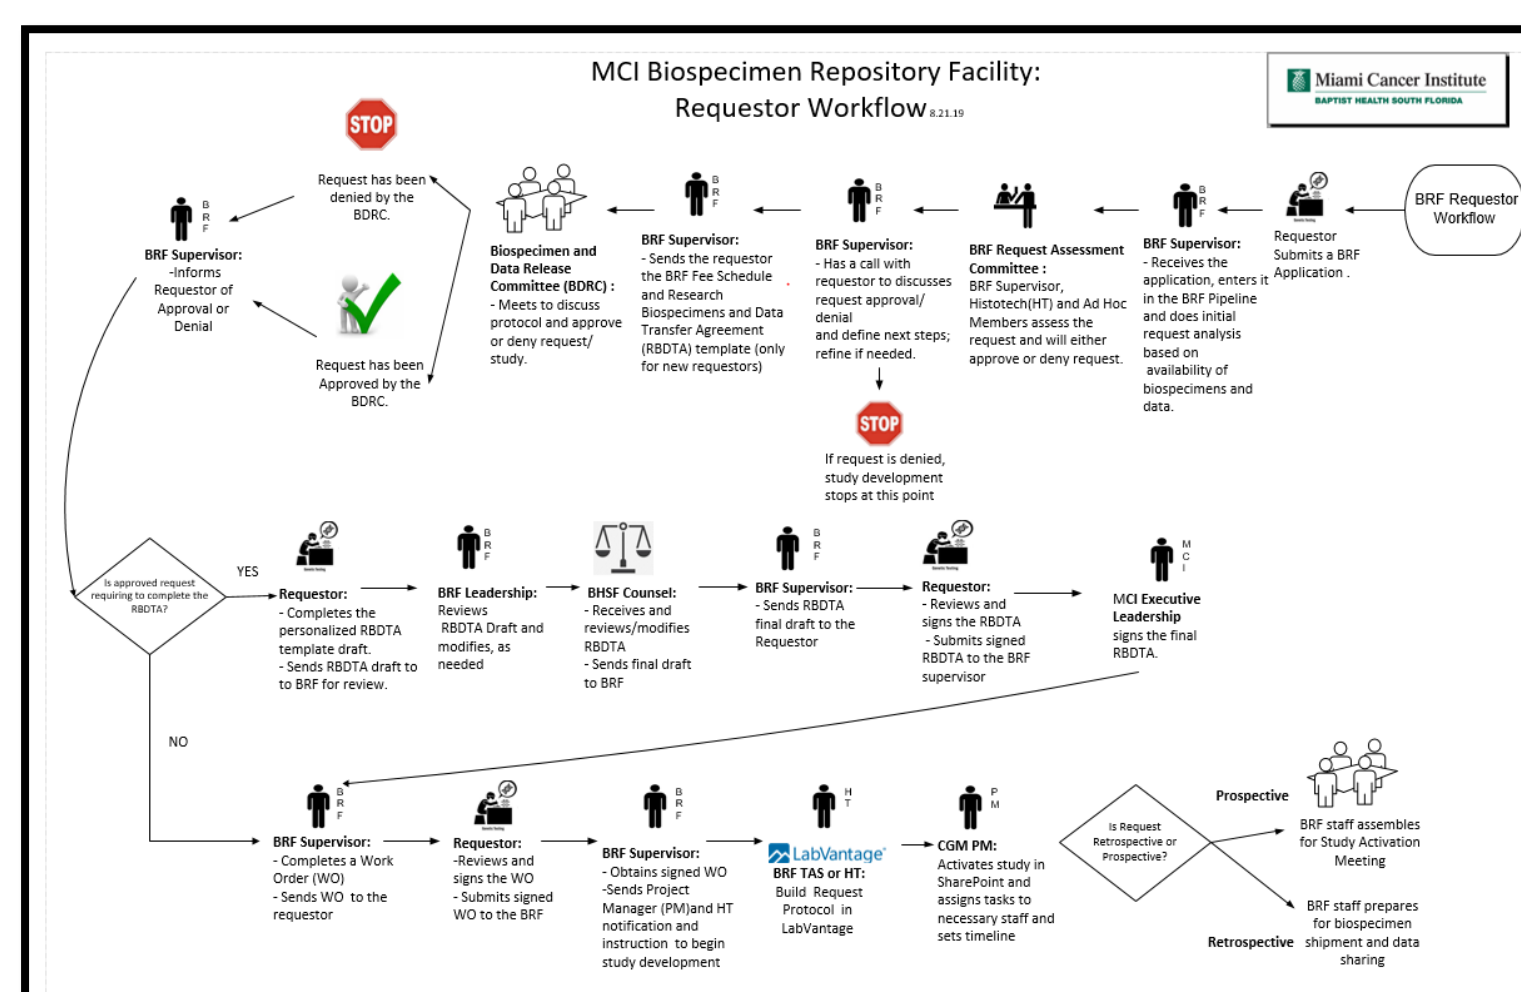 MCI Biospecimen Repository Facility:
Requestor Workflow 8.21.19
Miami Cancer Institute
BAPTIST HEALTH SOUTH FLORIDA
BRF Requestor
Workflow
Requestor
Submits a BRF
Application .
B
R
F
BRF Supervisor:
- Receives the
application, enters it
in the BRF Pipeline
and does initial
request analysis
based on
availability of
biospecimens and
data.
BRF Request Assessment
Committee :
BRF Supervisor,
Histotech(HT) and Ad Hoc
Members assess the
request and will either
approve or deny request.
B
R
F
BRF Supervisor:
- Has a call with
requestor to discusses
request approval/
denial
and define next steps;
refine if needed.
STOP
If request is denied,
study development
stops at this point
B
R
F
BRF Supervisor:
- Sends the requestor
the BRF Fee Schedule
and Research
Biospecimens and Data
Transfer Agreement
(RBDTA) template (only
for new requestors)
Biospecimen and
Data Release
Committee (BDRC) :
- Meets to discuss
protocol and approve
or deny request/
study.
STOP
Request has been
denied by the
BDRC.
Request has been
Approved by the
BDRC.
B
R
F
BRF Supervisor:
-Informs
Requestor of
Approval or
Denial
Is approved request
requiring to complete the
RBDTA?
YES
NO
Requestor:
- Completes the
personalized RBDTA
template draft.
- Sends RBDTA draft to
to BRF for review.
B
R
F
BRF Leadership:
Reviews
RBDTA Draft and
modifies, as
needed
BHSF Counsel:
- Receives and
reviews/modifies
RBDTA
- Sends final draft
to BRF
B
R
F
BRF Supervisor:
- Sends RBDTA
final draft to the
Requestor
Requestor:
- Reviews and
signs the RBDTA
- Submits signed
RBDTA to the BRF
supervisor
M
C
I
MCI Executive
Leadership
signs the final
RBDTA.
B
R
F
BRF Supervisor:
- Completes a Work
Order (WO)
- Sends WO to the
requestor
Requestor:
-Reviews and
signs the WO
- Submits signed
WO to the BRF
B
R
F
BRF Supervisor:
- Obtains signed WO
-Sends Project
Manager (PM)and HT
notification and
instruction to begin
study development
H
T
LabVantage
BRF TAS or HT:
Build Request
Protocol in
LabVantage
P
M
CGM PM:
Activates study in
SharePoint and
assigns tasks to
necessary staff and
sets timeline
Is Request
Retrospective or
Prospective?
Prospective
BRF staff assembles
for Study Activation
Meeting
Retrospective
BRF staff prepares
for biospecimen
shipment and data
sharing